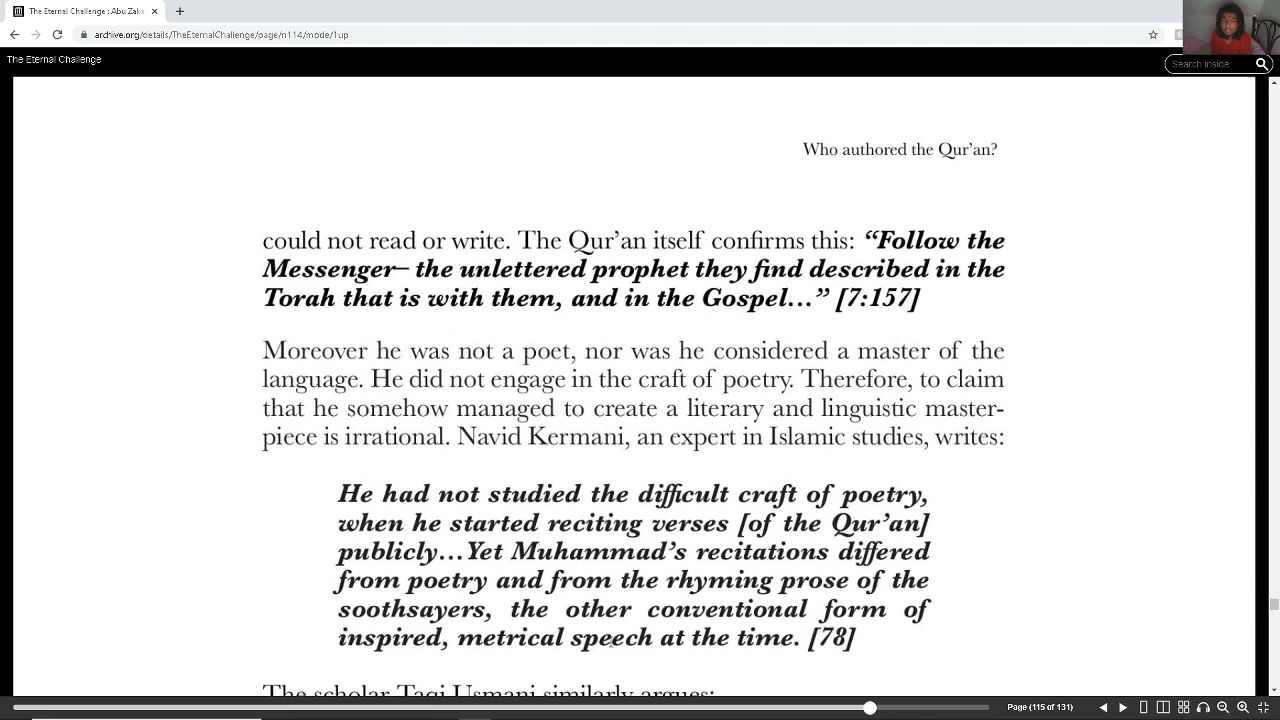 The Eternal Challenge : Abu Zaka
archive.org/details/TheEternalChallenge/page/n114/mode/1up
The Eternal Challenge
Search inside
Who authored the Qur’an?
could not read or write. The Qur’an itself confirms this: “Follow the
Messenger– the unlettered prophet they find described in the
Torah that is with them, and in the Gospel…” [7:157]
Moreover he was not a poet, nor was he considered a master of the
language. He did not engage in the craft of poetry. Therefore, to claim
that he somehow managed to create a literary and linguistic master-
piece is irrational. Navid Kermani, an expert in Islamic studies, writes:
He had not studied the difficult craft of poetry,
when he started reciting verses [of the Qur’an]
publicly…Yet Muhammad’s recitations differed
from poetry and from the rhyming prose of the
soothsayers, the other conventional form of
inspired, metrical speech at the time. [78]
The scholar Taqi Usmani similarly argues:
Page (115 of 131)